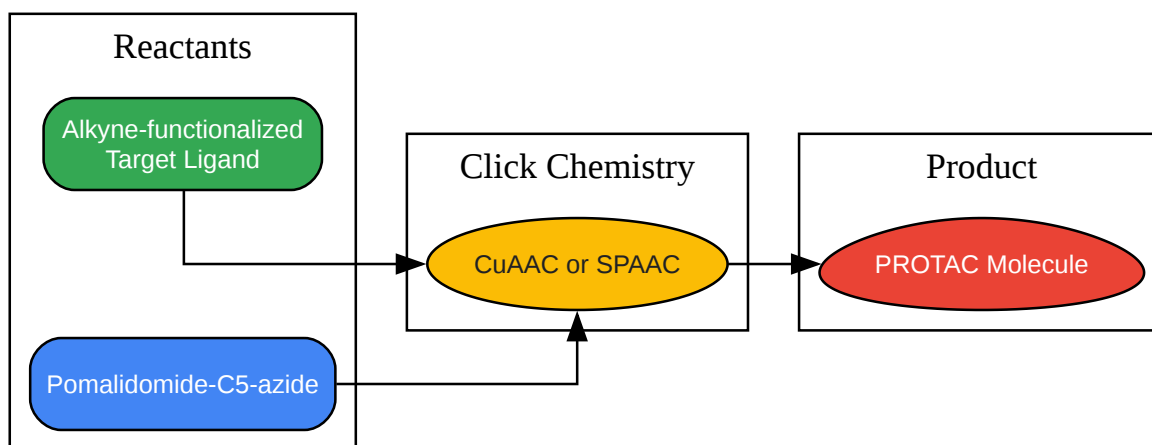 Reactants
Alkyne-functionalized
Target Ligand
Pomalidomide-C5-azide
Click Chemistry
CuAAC or SPAAC
Product
PROTAC Molecule